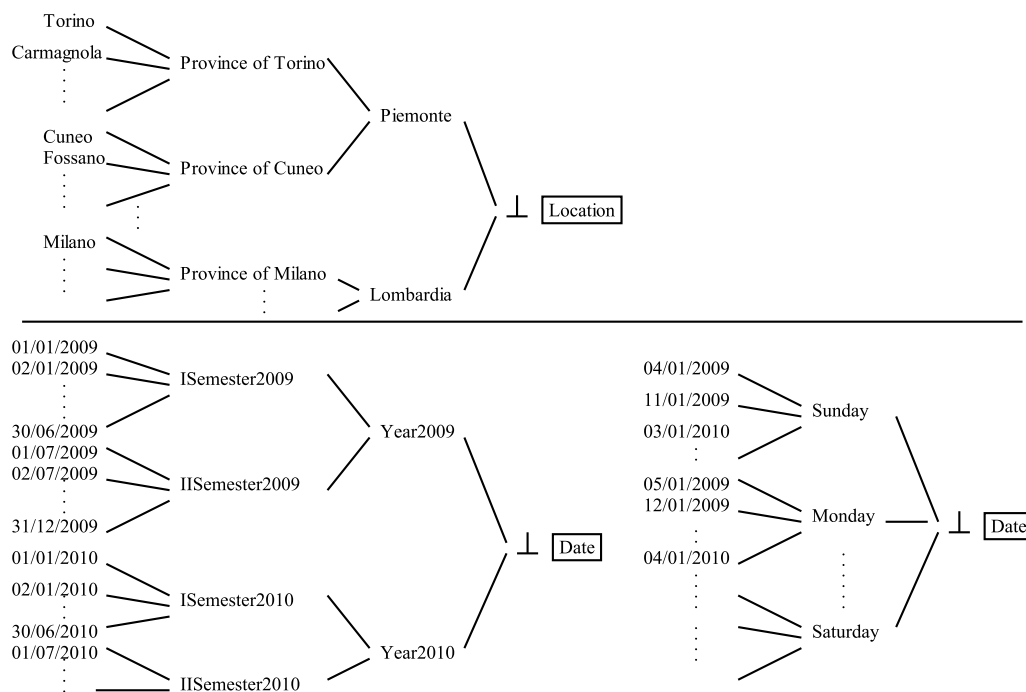 Torino
Carmagnola
Province of Torino
Piemonte
Cuneo
Fossano
Province of Cuneo
⊥ Location
Milano
Province of Milano
Lombardia
01/01/2009
02/01/2009
ISemester2009
30/06/2009
Year2009
01/07/2009
02/07/2009
IISemester2009
31/12/2009
⊥ Date
01/01/2010
02/01/2010
ISemester2010
30/06/2010
01/07/2010
Year2010
IISemester2010
04/01/2009
11/01/2009
Sunday
03/01/2010
05/01/2009
12/01/2009
Monday
⊥ Date
04/01/2010
Saturday